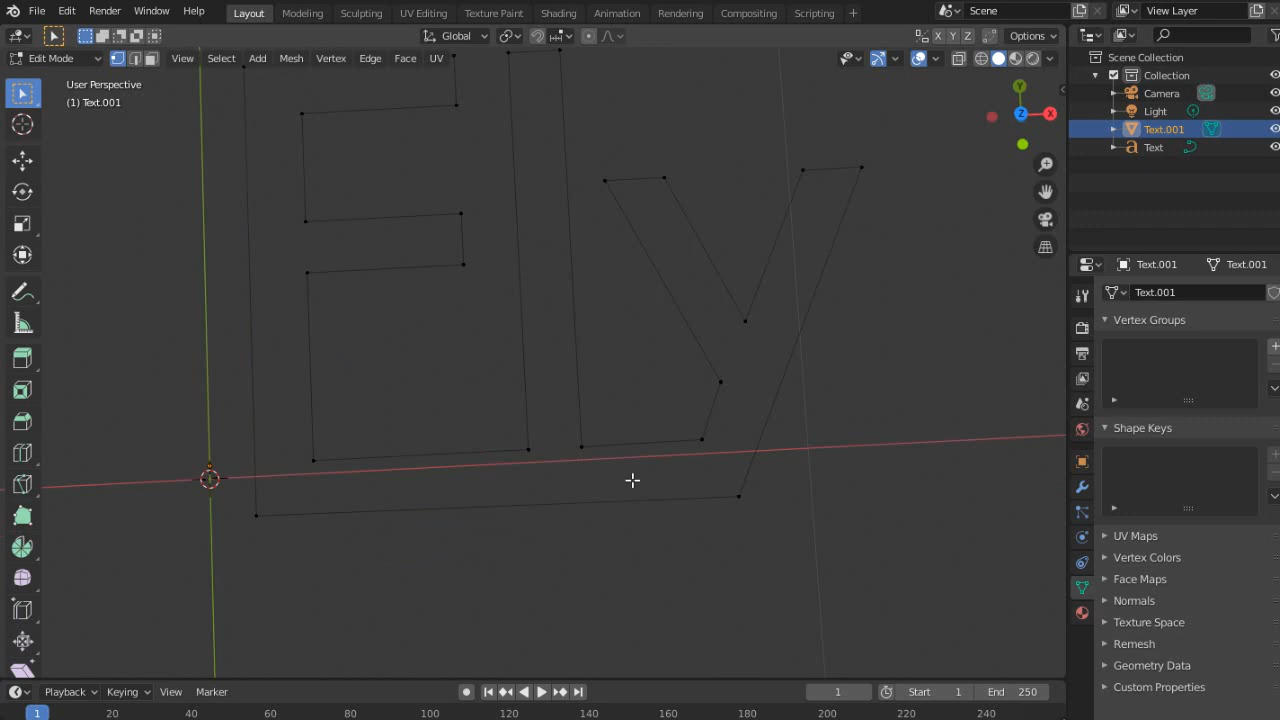 File Edit Render Window Help Layout Modeling Sculpting UV Editing Texture Paint Shading Animation Rendering Compositing Scripting + Scene View Layer
Global X Y Z Options
Edit Mode View Select Add Mesh Vertex Edge Face UV
User Perspective
(1) Text.001
Y
Z X
Scene Collection
Collection
Camera
Light
Text.001
Text
Text.001 Text.001
Text.001
Vertex Groups
Shape Keys
UV Maps
Vertex Colors
Face Maps
Normals
Texture Space
Remesh
Geometry Data
Custom Properties
Playback Keying View Marker 1 Start 1 End 250
1 20 40 60 80 100 120 140 160 180 200 220 240